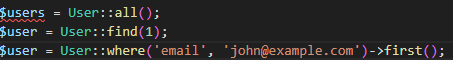 $users = User::all();
$user = User::find(1);
$user = User::where('email', 'john@example.com')->first();